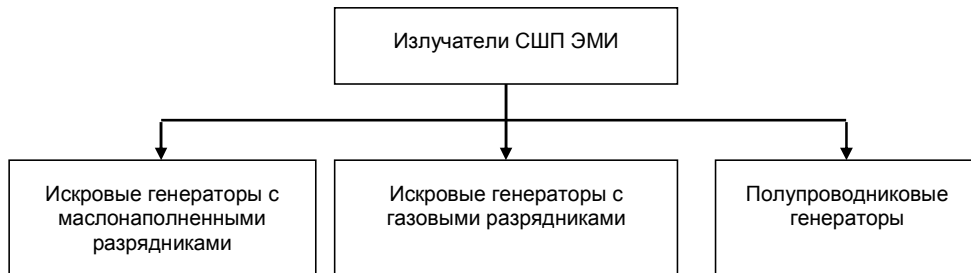 Излучатели СШП ЭМИ
Искровые генераторы с
маслонаполненными
разрядниками
Искровые генераторы с
газовыми разрядниками
Полупроводниковые
генераторы